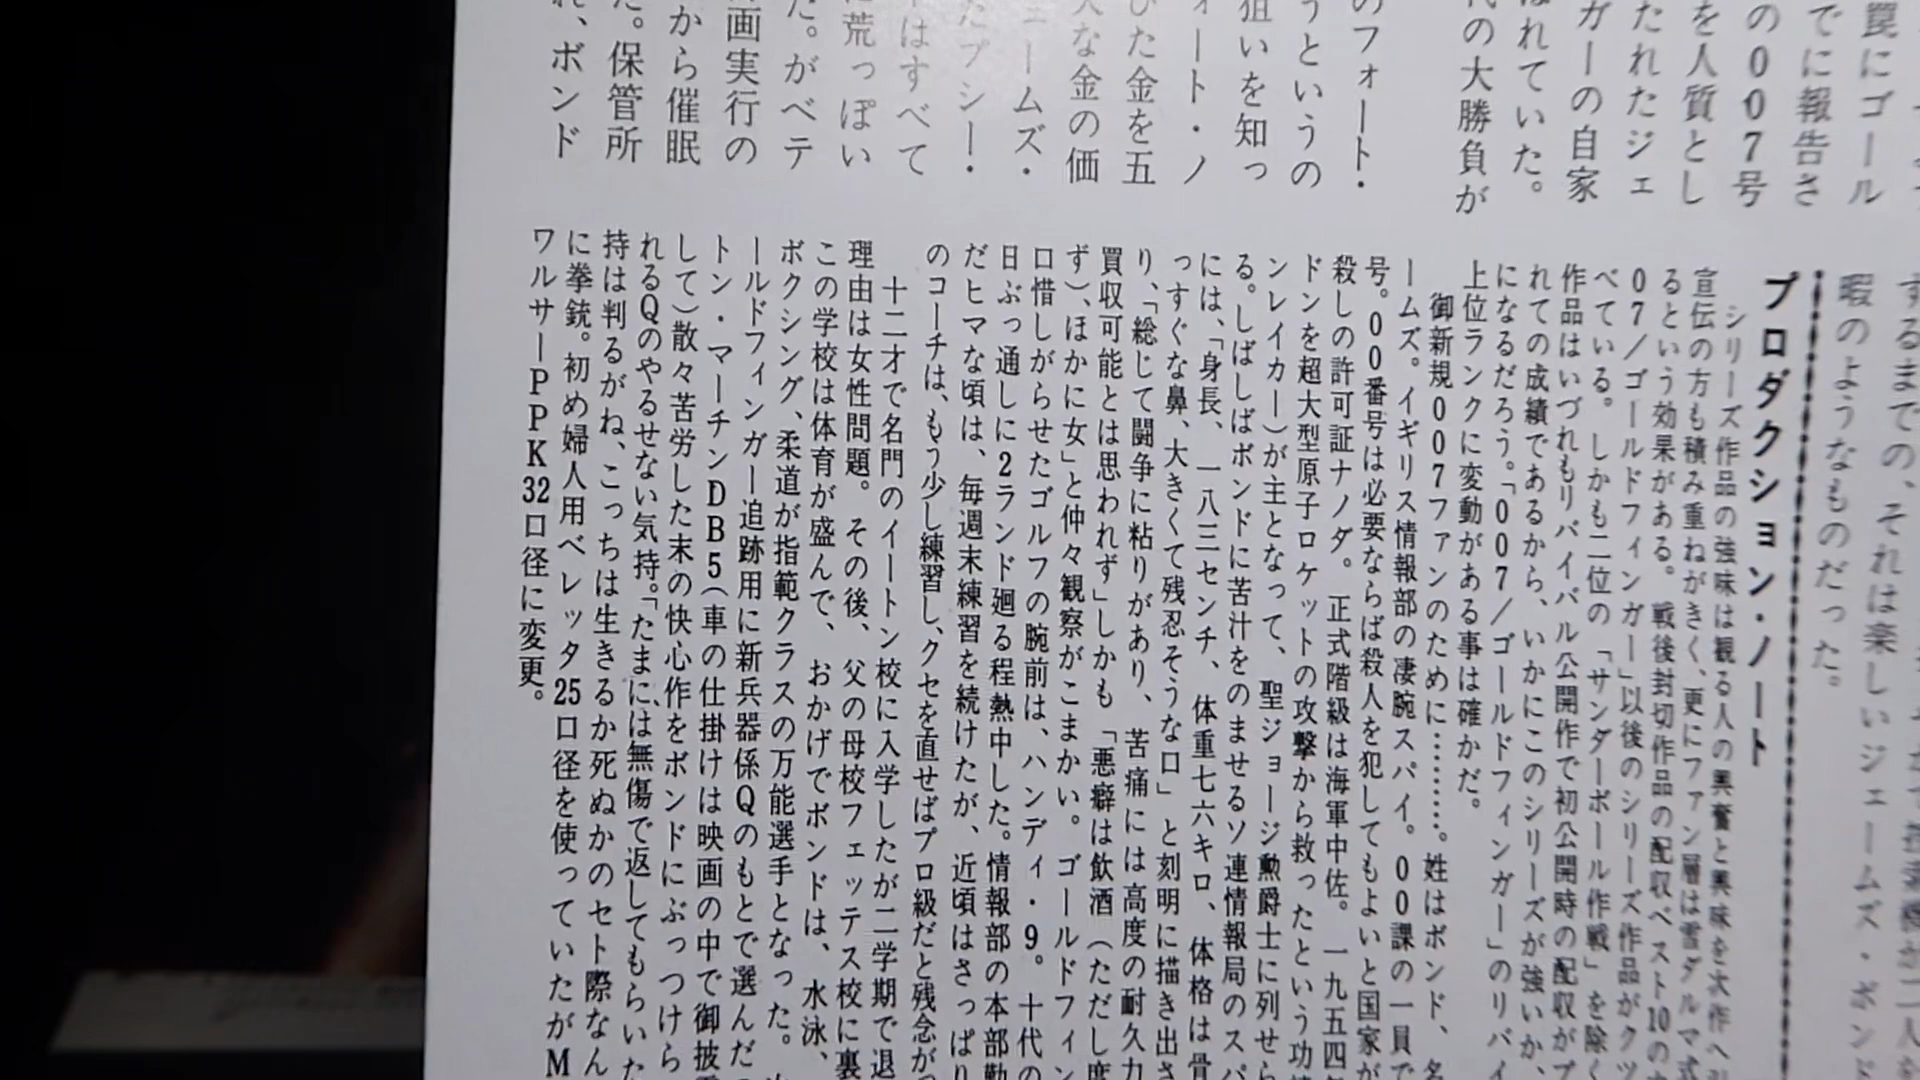 罠にゴール
でに報告さ
の007号
を人質とし
たれたジェ
ガーの自家
ばれていた。
代の大勝負が
のフォート・
うというの
狙いを知っ
ォート・ノ
びた金を五
大な金の価
ェームズ・
たプシー・
はすべて
に荒っぽい
た。がベテ
画実行の
から催眠
た。保管所
れ、ボンド
するまでの、それは楽しいジェームズ・ボンド
暇のようなものだった。
プロダクション・ノート
シリーズ作品の強味は観る人の興奮と興味を次作へ引
宣伝の方も積み重ねがきく、更にファン層は雪ダルマ式
るという効果がある。戦後封切作品の配収ベスト10の
07/ゴールドフィンガー」以後のシリーズ作品がクツ
べている。しかも二位の「サンダーボール作戦」を除く
作品はいづれもリバイバル公開作で初公開時の配収がプ
れての成績であるから、いかにこのシリーズが強いか、
になるだろう。「007/ゴールドフィンガー」のリバイ
上位ランクに変動がある事は確かだ。
御新規007ファンのために………。姓はボンド、名
ームズ。イギリス情報部の凄腕スパイ。00課の一員で
号。00番号は必要ならば殺人を犯してもよいと国家が
殺しの許可証ナノダ。正式階級は海軍中佐。一九五四年
ドンを超大型原子ロケットの攻撃から救ったという功績
ンレイカー)が主となって、聖ジョージ勲爵士に列せら
る。しばしばボンドに苦汁をのませるソ連情報局のスパ
には、「身長、一八三センチ、体重七六キロ、体格は骨
っすぐな鼻、大きくて残忍そうな口」と刻明に描き出さ
り、「総じて闘争に粘りがあり、苦痛には高度の耐久力
買収可能とは思われず」しかも「悪癖は飲酒(ただし度
ず)、ほかに女」と仲々観察がこまかい。ゴールドフィン
口惜しがらせたゴルフの腕前は、ハンディ・9。十代の
日ぶっ通しに2ランド廻る程熱中した。情報部の本部勤
だヒマな頃は、毎週末練習を続けたが、近頃はさっぱり
のコーチは、もう少し練習し、クセを直せばプロ級だと残念が
十二才で名門のイートン校に入学したが二学期で退
理由は女性問題。その後、父の母校フェッテス校に裏
この学校は体育が盛んで、おかげでボンドは、水泳、
ボクシング、柔道が指範クラスの万能選手となった。
ールドフィンガー追跡用に新兵器係Qのもとで選んだ
トン・マーチンDB5(車の仕掛けは映画の中で御披
して)散々苦労した末の快心作をボンドにぶっつけら
れるQのやるせない気持。「たまには無傷で返してもらいた
持は判るがね、こっちは生きるか死ぬかのセト際なん
に拳銃。初め婦人用ベレッタ25口径を使っていたがM
ワルサーPPK32口径に変更。